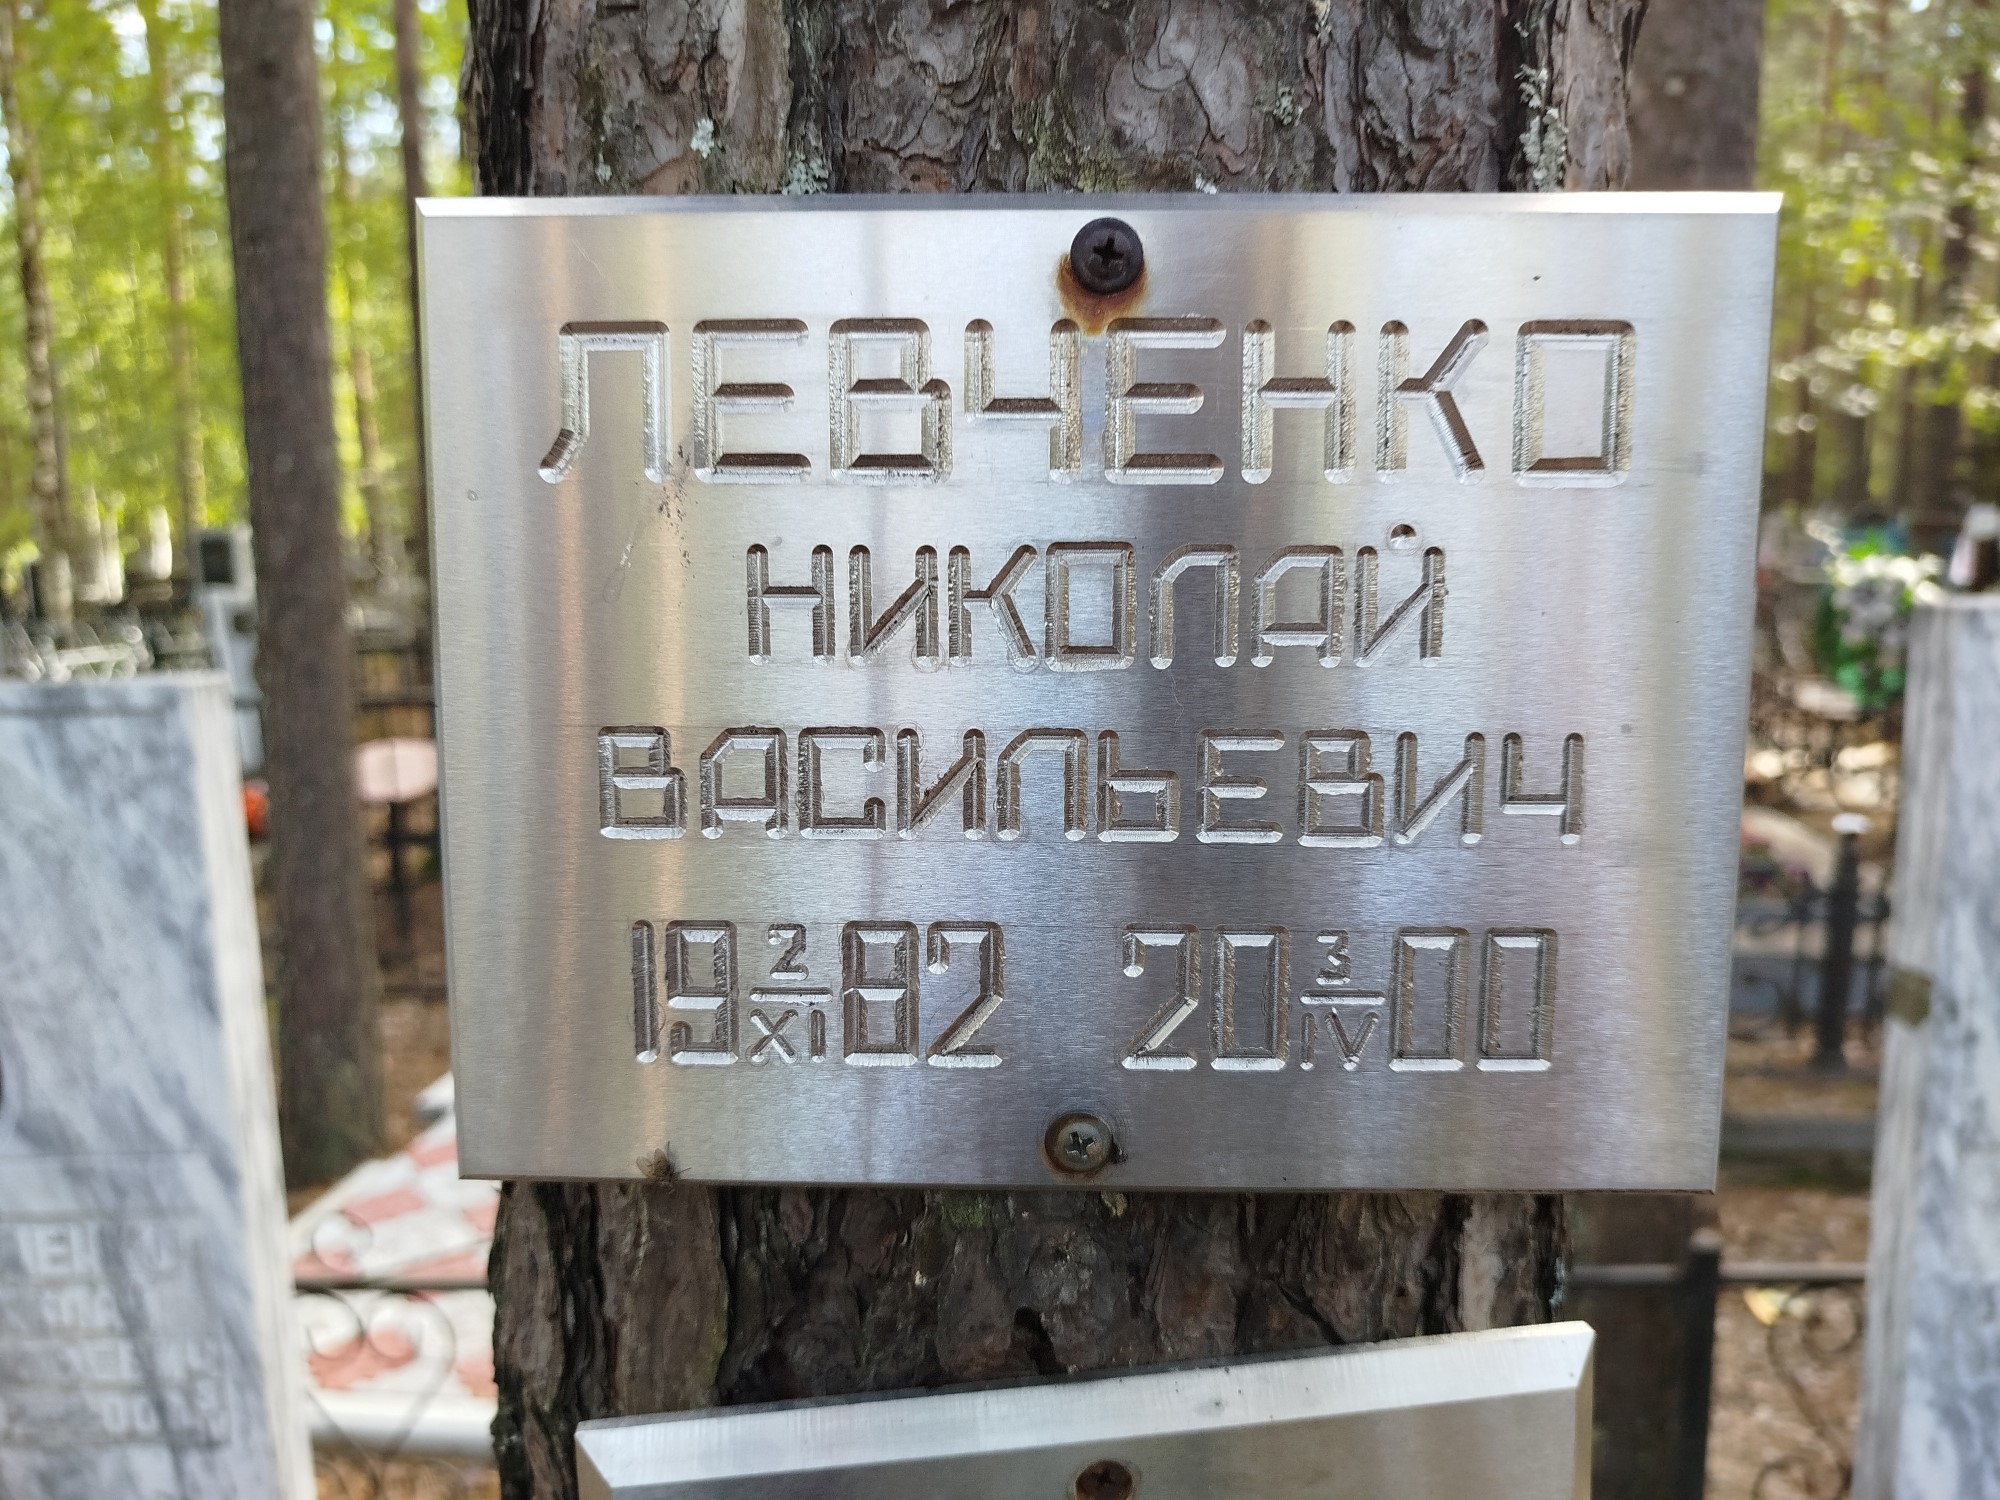 ЛЕВЧЕНКО
НИКОЛАЙ
ВАСИЛЬЕВИЧ
19 2/XI 82 20 3/IV 00